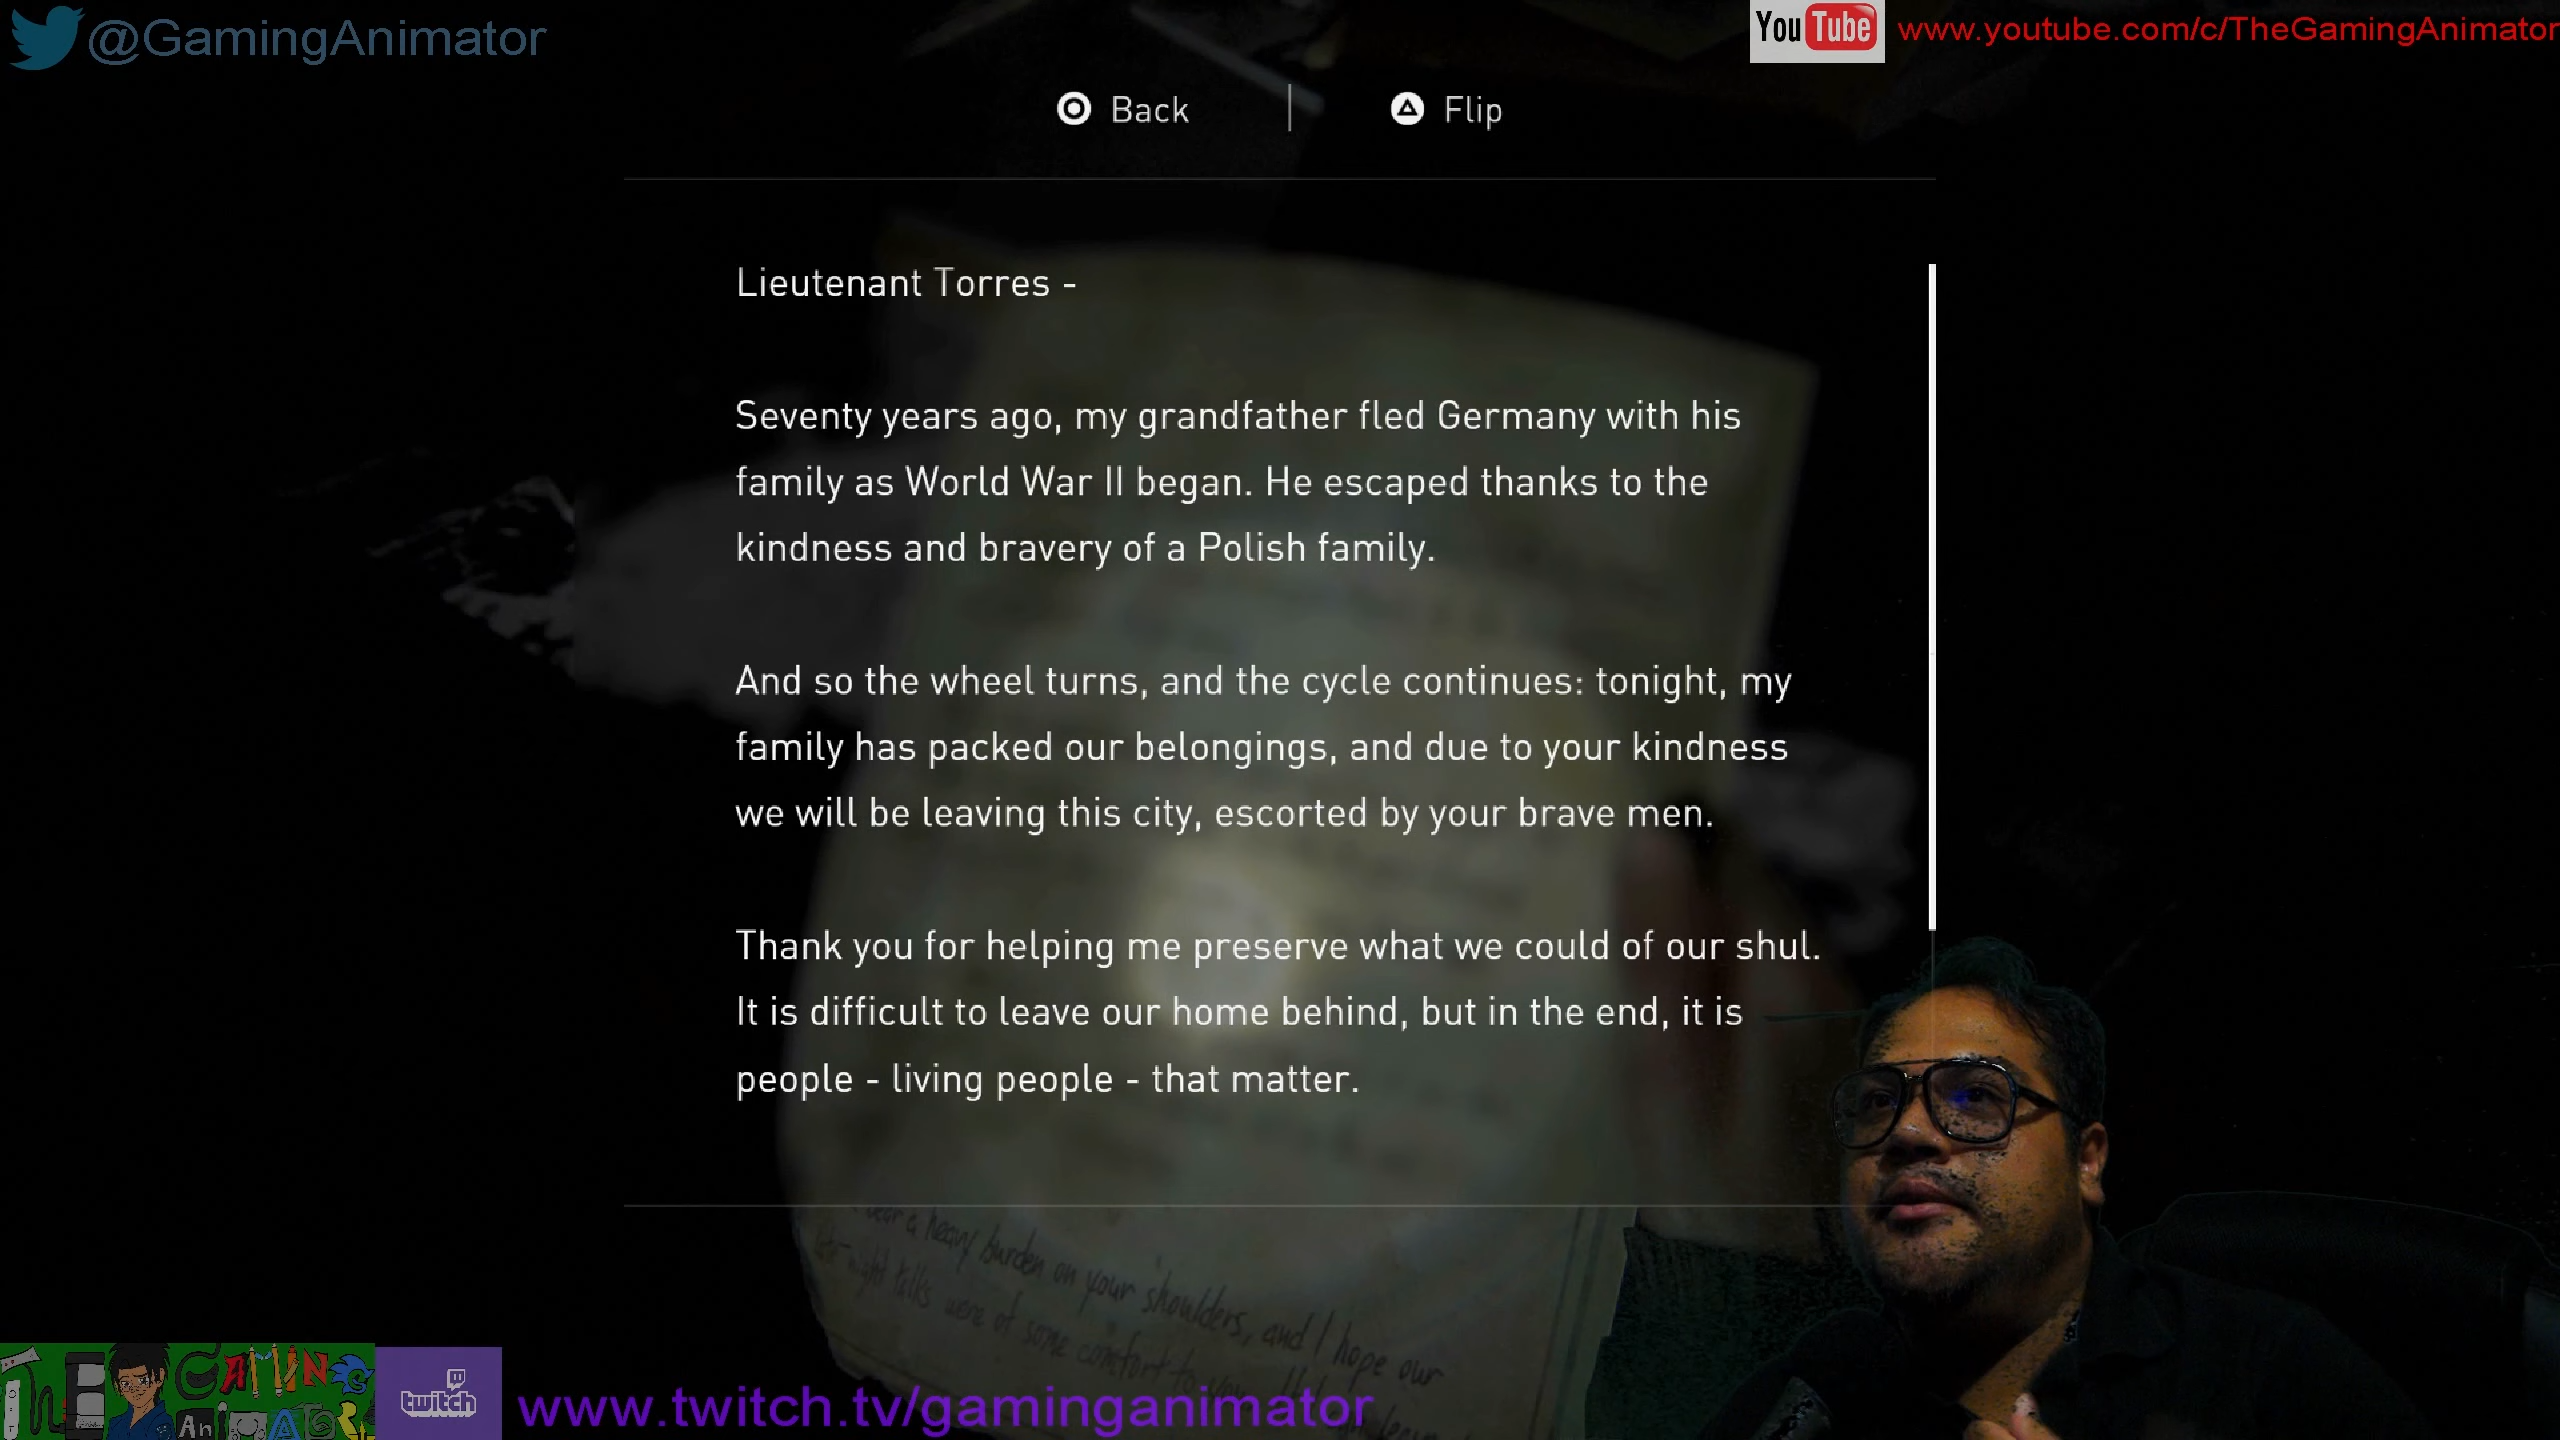 @GamingAnimator
You Tube
www.youtube.com/c/TheGamingAnimator
Back
Flip
Lieutenant Torres -
Seventy years ago, my grandfather fled Germany with his
family as World War II began. He escaped thanks to the
kindness and bravery of a Polish family.
And so the wheel turns, and the cycle continues: tonight, my
family has packed our belongings, and due to your kindness
we will be leaving this city, escorted by your brave men.
Thank you for helping me preserve what we could of our shul.
It is difficult to leave our home behind, but in the end, it is
people - living people - that matter.
a heavy burden on your shoulders, and I hope our
talks were of some comfort to
THE GAMING
ANIMATOR
twitch
www.twitch.tv/gaminganimator